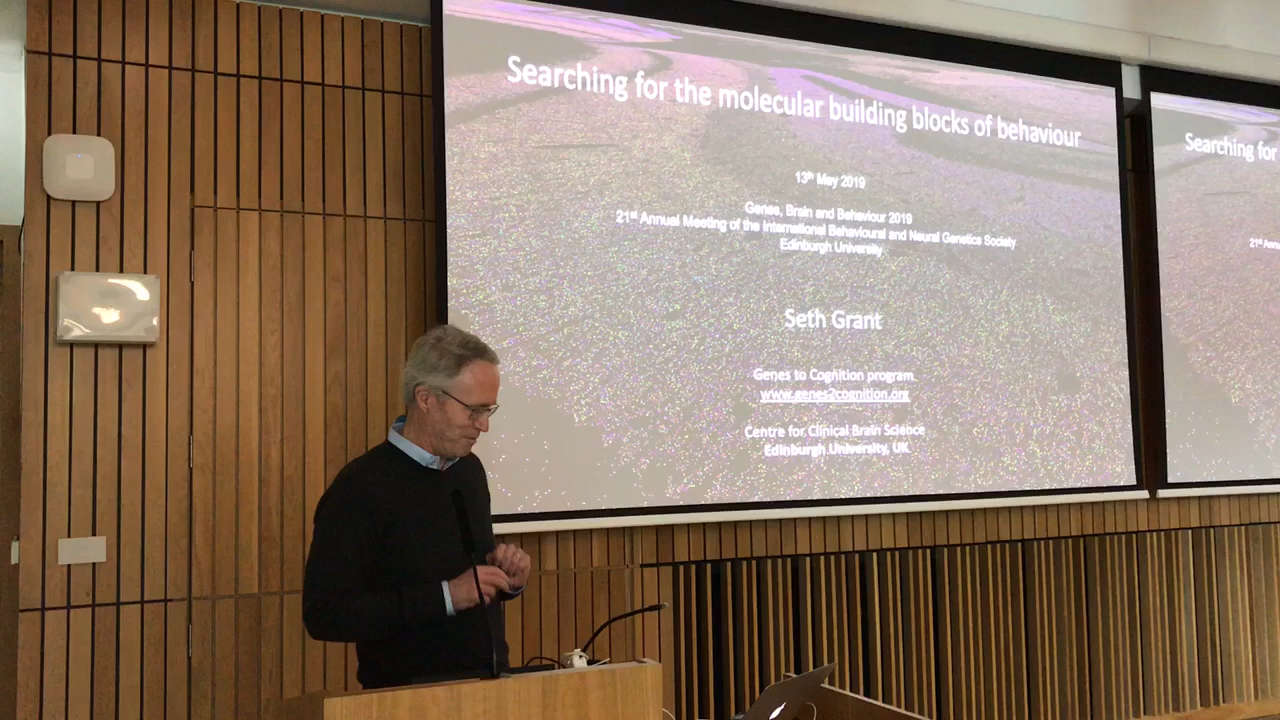 Searching for the molecular building blocks of behaviour
13th May 2019
Genes, Brain and Behaviour 2019
21st Annual Meeting of the International Behavioural and Neural Genetics Society
Edinburgh University
Seth Grant
Genes to Cognition program
www.genes2cognition.org
Centre for Clinical Brain Science
Edinburgh University, UK
Searching for
21st Annu